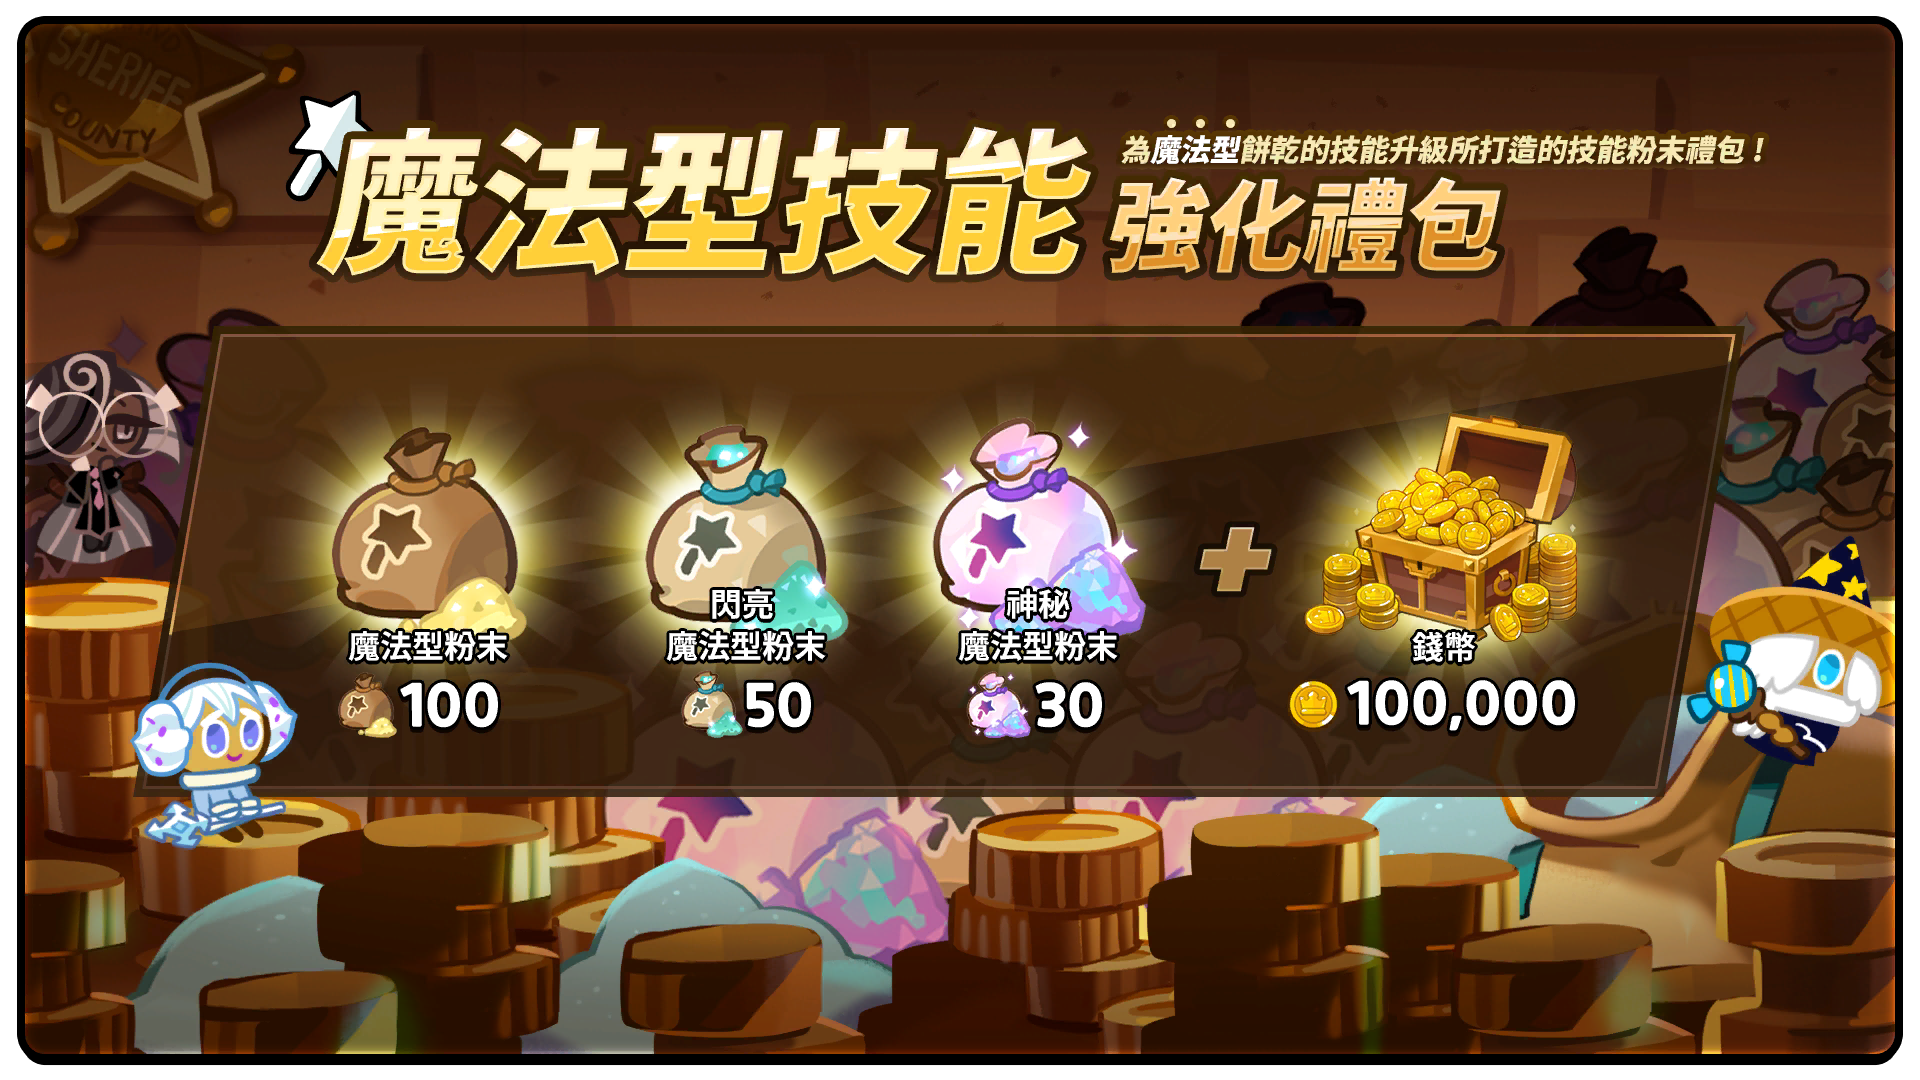 SHERIFF
COUNTY
為魔法型餅乾的技能升級所打造的技能粉末禮包！
魔法型技能 強化禮包
魔法型粉末
100
閃亮
魔法型粉末
50
神秘
魔法型粉末
30
錢幣
100,000